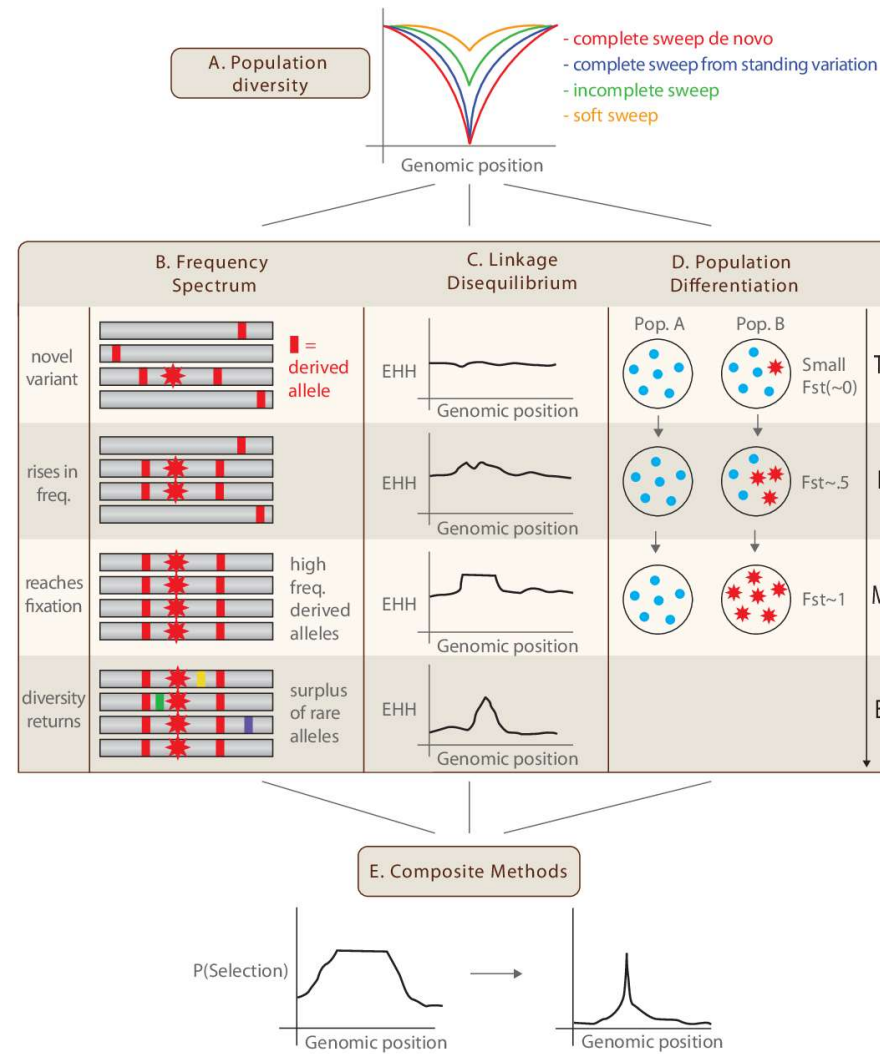 A. Population
diversity
- complete sweep de novo
- complete sweep from standing variation
- incomplete sweep
- soft sweep
Genomic position
B. Frequency
Spectrum
C. Linkage
Disequilibrium
D. Population
Differentiation
novel
variant
=
derived
allele
EHH
Genomic position
Pop. A
Pop. B
Small
Fst(~0)
T
rises in
freq.
EHH
Genomic position
Fst~.5
reaches
fixation
high
freq.
derived
alleles
EHH
Genomic position
Fst~1
M
diversity
returns
surplus
of rare
alleles
EHH
Genomic position
E
E. Composite Methods
P(Selection)
Genomic position
Genomic position